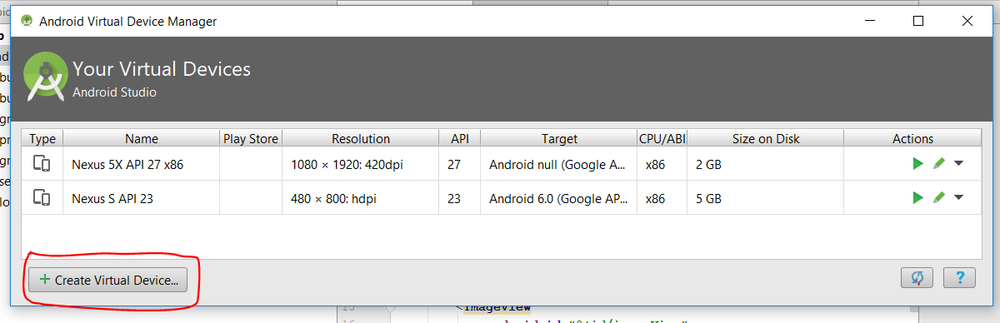 Android Virtual Device Manager
Your Virtual Devices
Android Studio
Type Name Play Store Resolution API Target CPU/ABI Size on Disk Actions
Nexus 5X API 27 x86 1080 × 1920: 420dpi 27 Android null (Google A... x86 2 GB
Nexus S API 23 480 × 800: hdpi 23 Android 6.0 (Google AP... x86 5 GB
+ Create Virtual Device...
?
<ImageView